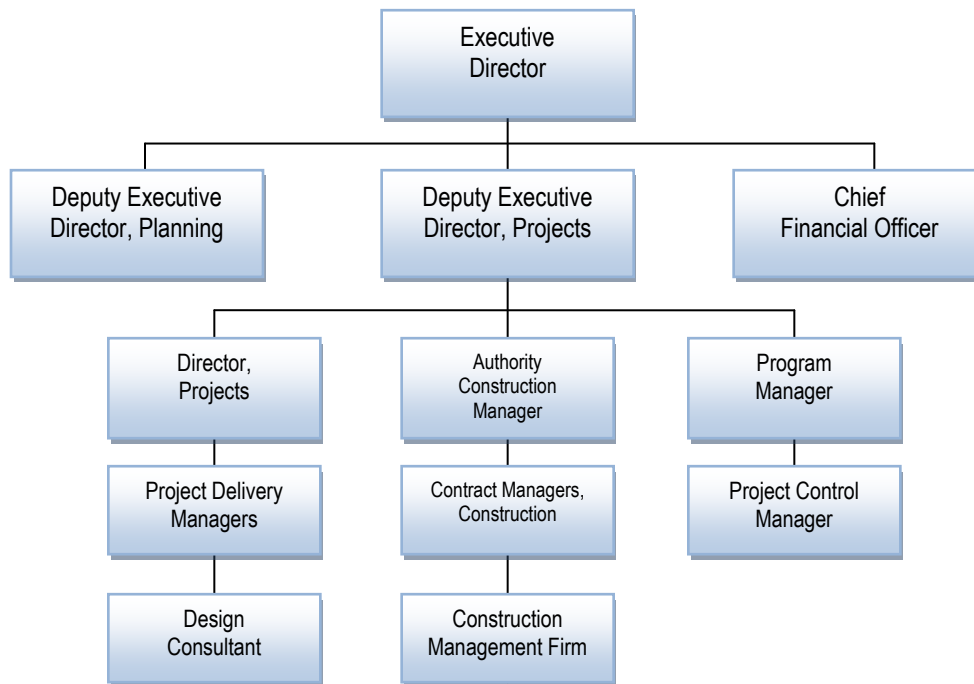 Executive
Director
Deputy Executive
Director, Planning
Deputy Executive
Director, Projects
Chief
Financial Officer
Director,
Projects
Authority
Construction
Manager
Program
Manager
Project Delivery
Managers
Contract Managers,
Construction
Project Control
Manager
Design
Consultant
Construction
Management Firm